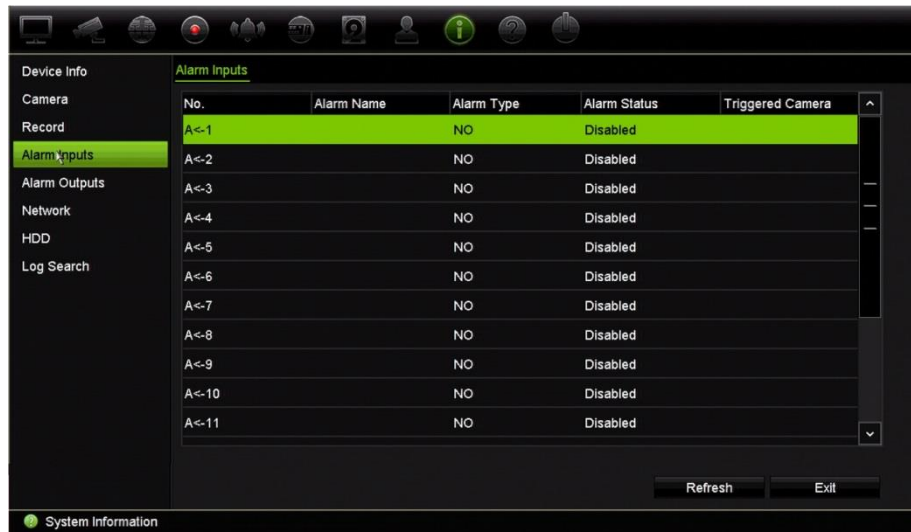 Device Info
Camera
Record
Alarm Inputs
Alarm Outputs
Network
HDD
Log Search
Alarm Inputs
No. Alarm Name Alarm Type Alarm Status Triggered Camera
A<-1 NO Disabled
A<-2 NO Disabled
A<-3 NO Disabled
A<-4 NO Disabled
A<-5 NO Disabled
A<-6 NO Disabled
A<-7 NO Disabled
A<-8 NO Disabled
A<-9 NO Disabled
A<-10 NO Disabled
A<-11 NO Disabled
Refresh Exit
System Information